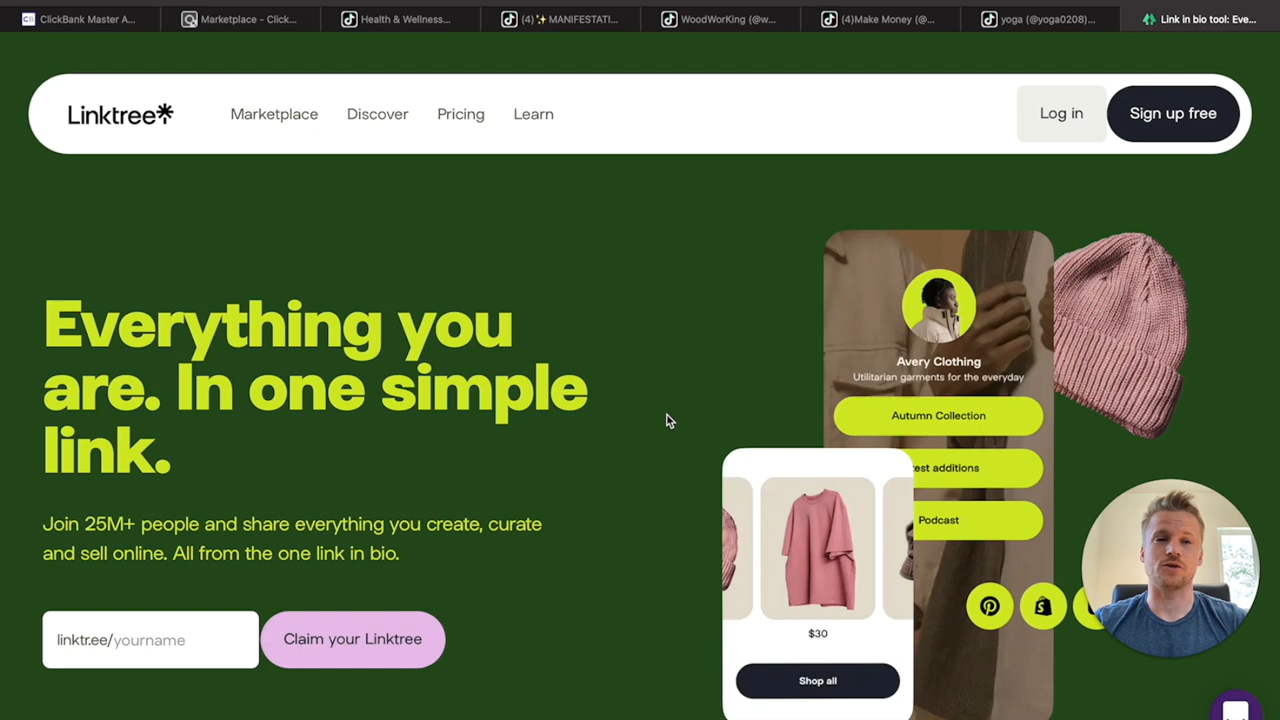 ClickBank Master A...
Marketplace - Click...
Health & Wellness...
(4)✨ MANIFESTATI...
WoodWorKing (@w...
(4)Make Money (@...
yoga (@yoga0208)...
Link in bio tool: Eve...
Linktree
Marketplace
Discover
Pricing
Learn
Log in
Sign up free
Everything you
are. In one simple
link.
Join 25M+ people and share everything you create, curate
and sell online. All from the one link in bio.
linktr.ee/yourname
Claim your Linktree
Avery Clothing
Utilitarian garments for the everyday
Autumn Collection
test additions
Podcast
$30
Shop all